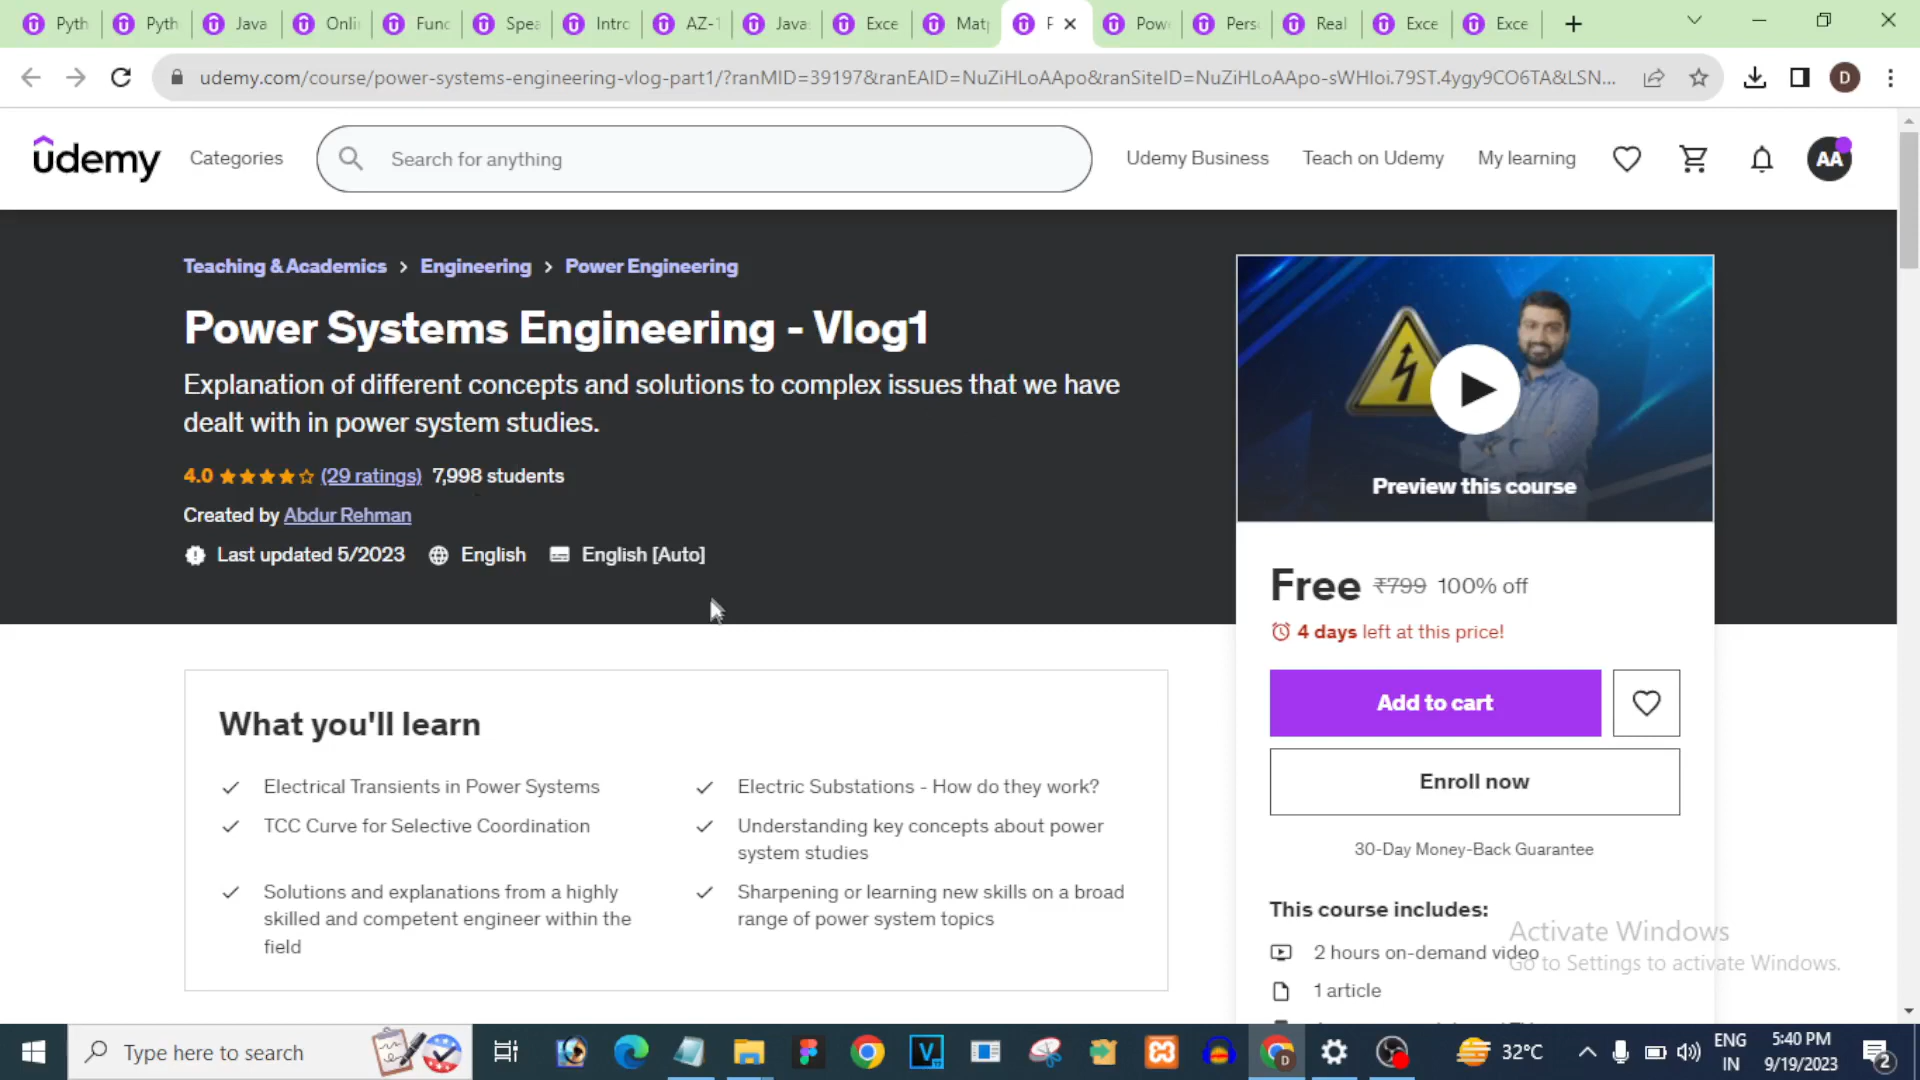 Pyth
Pyth
Java
Onli
Func
Spea
Intro
AZ-1
Java
Exce
Matp
Pow
Pers
Real
Exce
Exce
udemy.com/course/power-systems-engineering-vlog-part1/?ranMID=39197&ranEAID=NuZiHLoAApo&ranSiteID=NuZiHLoAApo-sWHloi.79ST.4ygy9CO6TA&LSN...
D
udemy
Categories
Search for anything
Udemy Business
Teach on Udemy
My learning
AA
Teaching & Academics > Engineering > Power Engineering
Power Systems Engineering - Vlog1
Explanation of different concepts and solutions to complex issues that we have
dealt with in power system studies.
4.0 (29 ratings) 7,998 students
Created by Abdur Rehman
Last updated 5/2023 English English [Auto]
Preview this course
Free ₹799 100% off
4 days left at this price!
Add to cart
Enroll now
30-Day Money-Back Guarantee
This course includes:
2 hours on-demand video
1 article
What you'll learn
Electrical Transients in Power Systems
Electric Substations - How do they work?
TCC Curve for Selective Coordination
Understanding key concepts about power
system studies
Solutions and explanations from a highly
skilled and competent engineer within the
field
Sharpening or learning new skills on a broad
range of power system topics
Activate Windows
Go to Settings to activate Windows.
Type here to search
32°C
ENG
IN
5:40 PM
9/19/2023
2